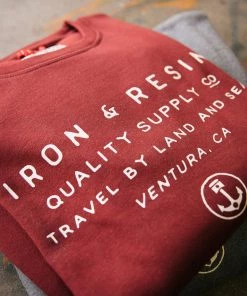 IRON & RESIN
QUALITY SUPPLY CO
TRAVEL BY LAND AND SEA
VENTURA, CA